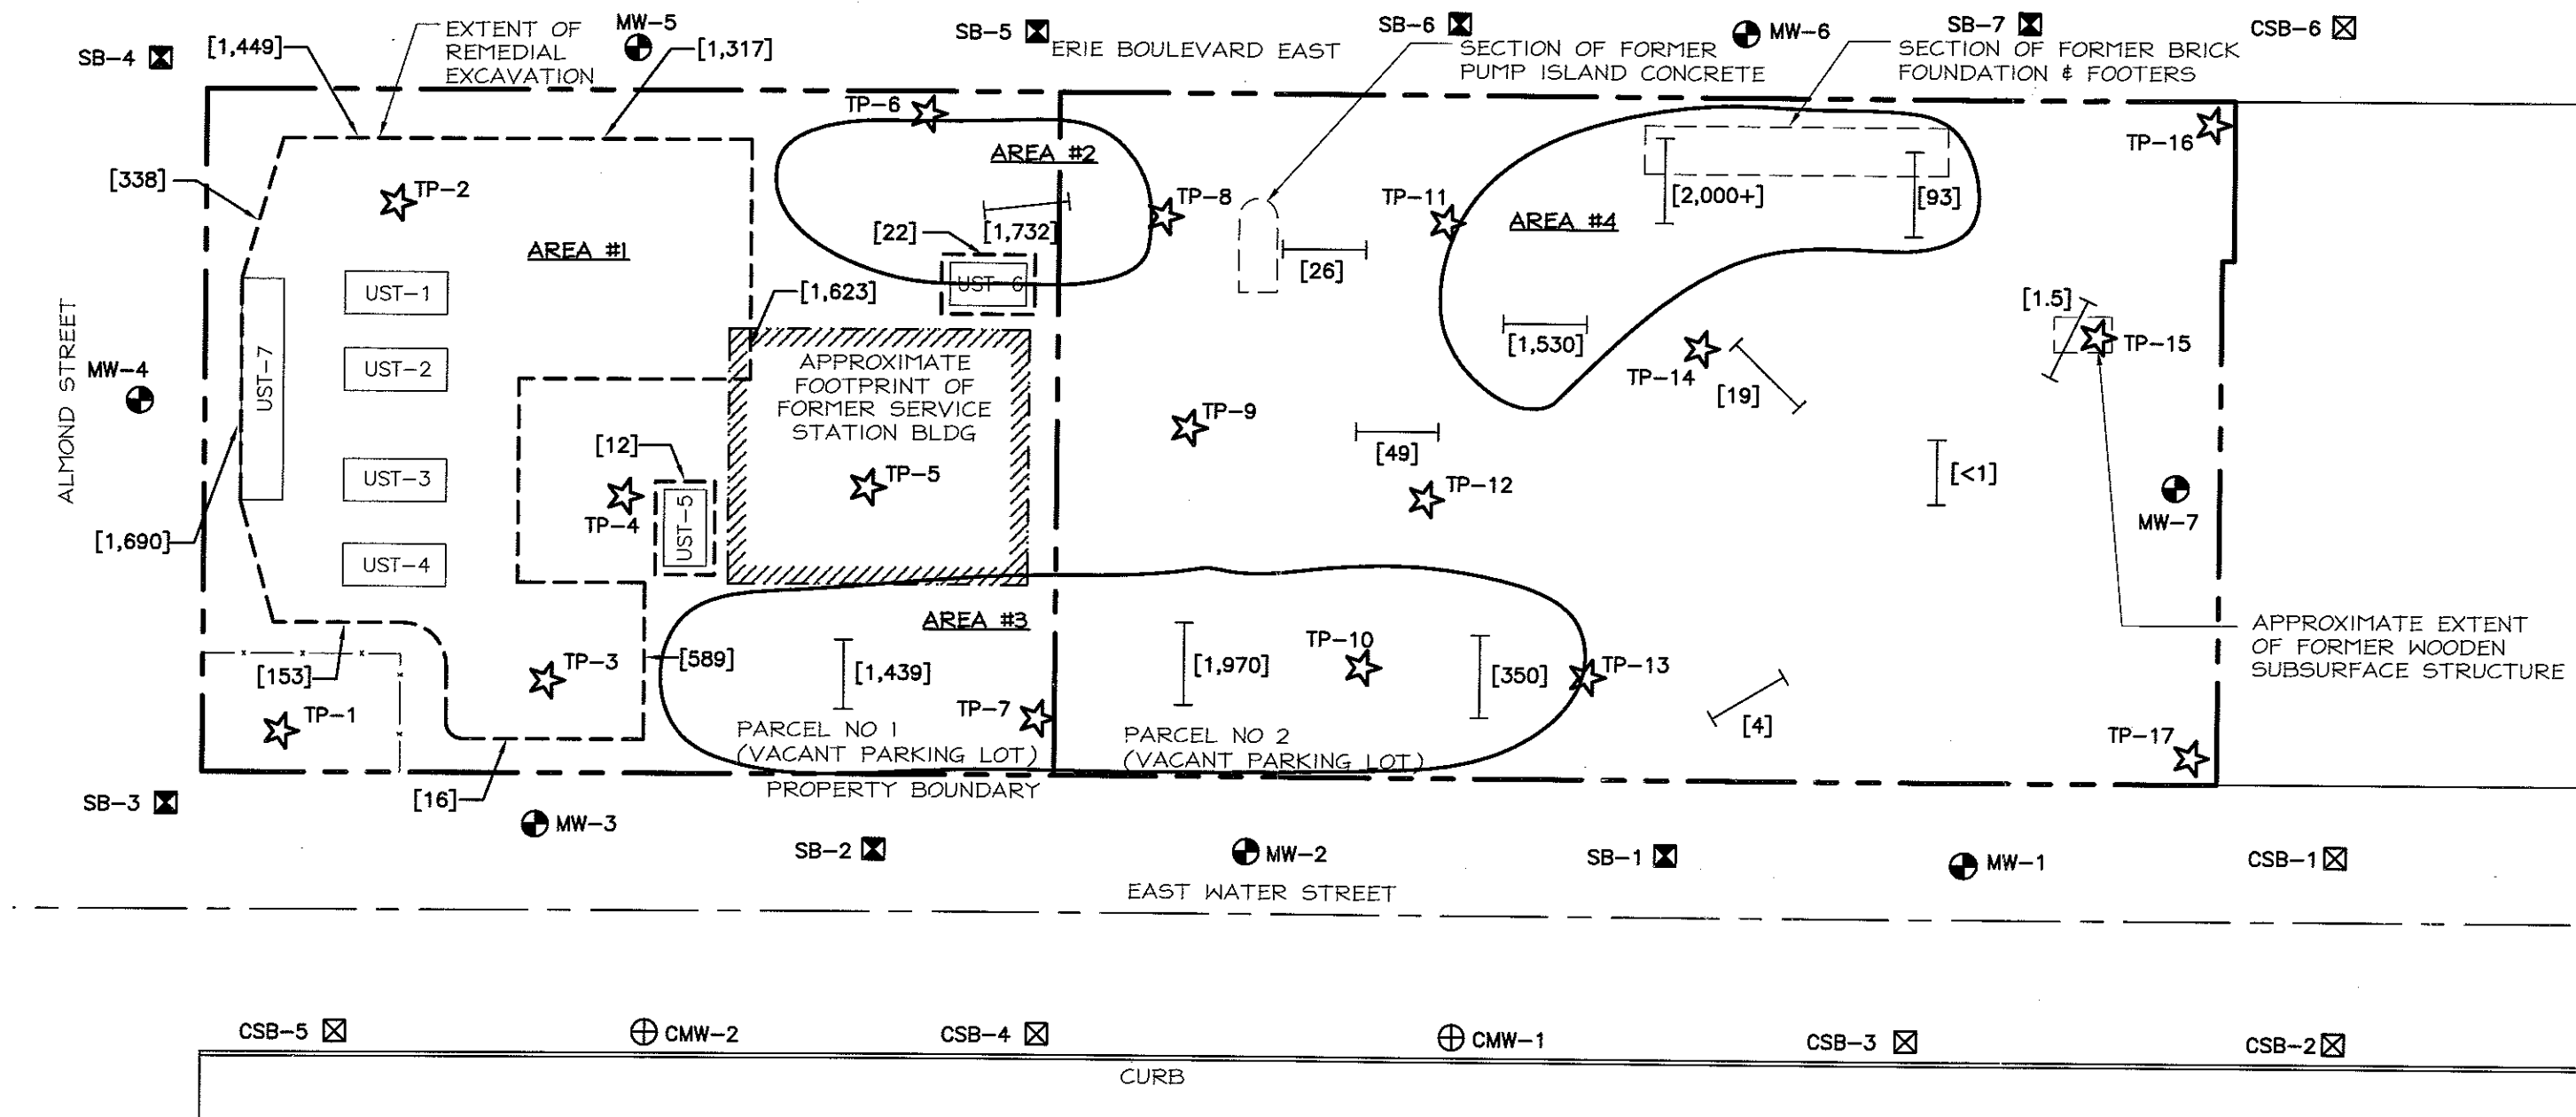 SB-4
[1,449]
EXTENT OF
REMEDIAL
EXCAVATION
MW-5
[1,317]
SB-5
ERIE BOULEVARD EAST
SB-6
SECTION OF FORMER
PUMP ISLAND CONCRETE
MW-6
SB-7
SECTION OF FORMER BRICK
FOUNDATION & FOOTERS
CSB-6
TP-6
AREA #2
TP-16
[338]
TP-2
TP-8
TP-11
AREA #4
[2,000+]
[93]
[22]
[1,732]
AREA #1
[26]
UST-1
UST-6
[1,623]
[1.5]
TP-15
ALMOND STREET
MW-4
UST-7
UST-2
APPROXIMATE
FOOTPRINT OF
FORMER SERVICE
STATION BLDG
[1,530]
TP-14
[19]
TP-9
[12]
[49]
UST-3
TP-4
UST-5
TP-5
TP-12
[<1]
MW-7
[1,690]
UST-4
AREA #3
APPROXIMATE EXTENT
OF FORMER WOODEN
SUBSURFACE STRUCTURE
[153]
TP-3
[589]
[1,439]
[1,970]
TP-10
[350]
TP-13
TP-1
TP-7
[4]
PARCEL NO 1
(VACANT PARKING LOT)
PARCEL NO 2
(VACANT PARKING LOT)
TP-17
PROPERTY BOUNDARY
SB-3
[16]
MW-3
SB-2
MW-2
SB-1
MW-1
CSB-1
EAST WATER STREET
CSB-5
CMW-2
CSB-4
CMW-1
CSB-3
CSB-2
CURB